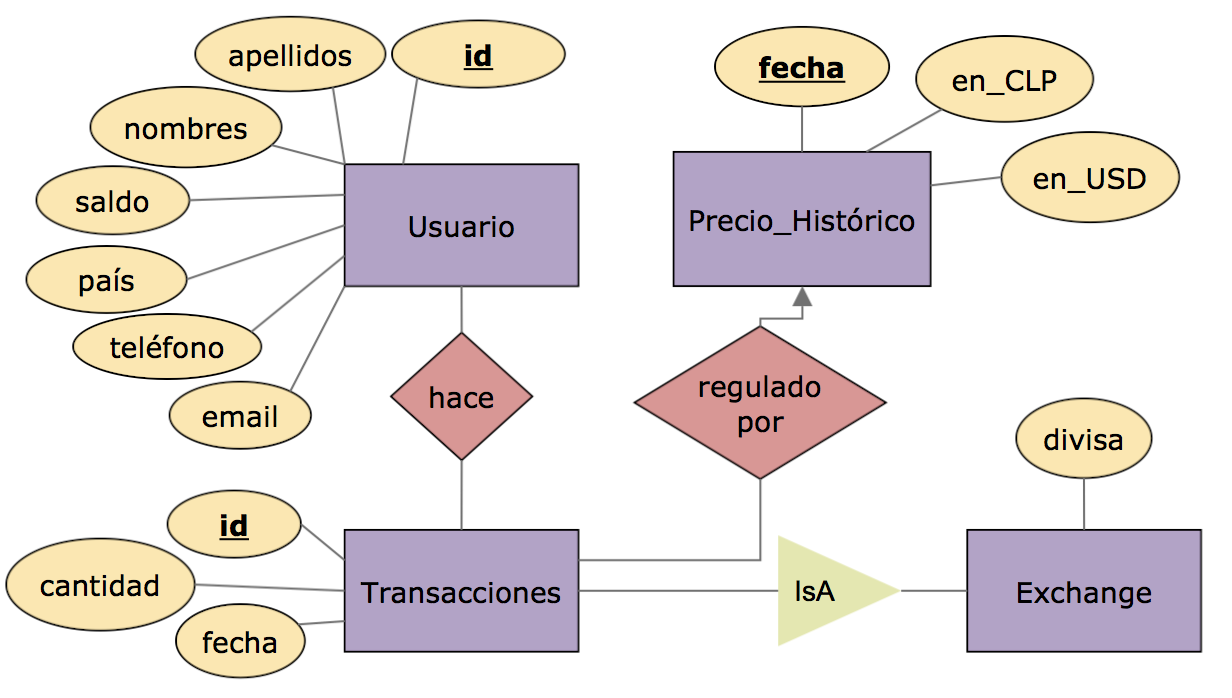 apellidos
id
nombres
saldo
país
teléfono
email
Usuario
fecha
en_CLP
en_USD
Precio_Histórico
hace
regulado
por
divisa
id
cantidad
fecha
Transacciones
IsA
Exchange